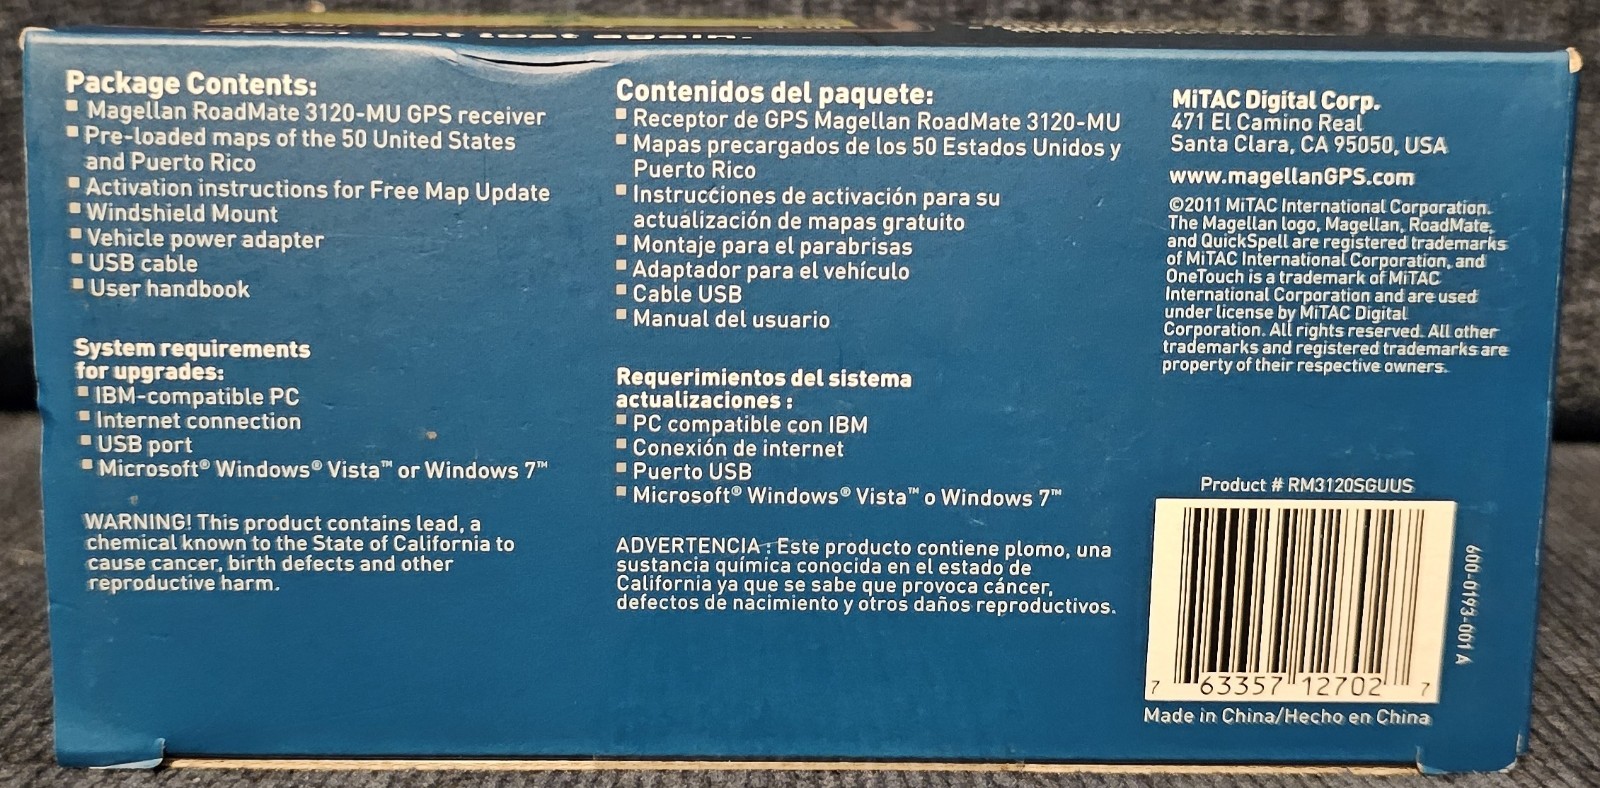 Package Contents:
▪ Magellan RoadMate 3120-MU GPS receiver
▪ Pre-loaded maps of the 50 United States
and Puerto Rico
▪ Activation instructions for Free Map Update
▪ Windshield Mount
▪ Vehicle power adapter
▪ USB cable
▪ User handbook
System requirements
for upgrades:
▪ IBM-compatible PC
▪ Internet connection
▪ USB port
▪ Microsoft® Windows® Vista™ or Windows 7™
WARNING! This product contains lead, a
chemical known to the State of California to
cause cancer, birth defects and other
reproductive harm.
Contenidos del paquete:
▪ Receptor de GPS Magellan RoadMate 3120-MU
▪ Mapas precargados de los 50 Estados Unidos y
Puerto Rico
▪ Instrucciones de activación para su
actualización de mapas gratuito
▪ Montaje para el parabrisas
▪ Adaptador para el vehículo
▪ Cable USB
▪ Manual del usuario
Requerimientos del sistema
actualizaciones :
▪ PC compatible con IBM
▪ Conexión de internet
▪ Puerto USB
▪ Microsoft® Windows® Vista™ o Windows 7™
ADVERTENCIA : Este producto contiene plomo, una
sustancia química conocida en el estado de
California ya que se sabe que provoca cáncer,
defectos de nacimiento y otros daños reproductivos.
MiTAC Digital Corp.
471 El Camino Real
Santa Clara, CA 95050, USA
www.magellanGPS.com
©2011 MiTAC International Corporation.
The Magellan logo, Magellan, RoadMate,
and QuickSpell are registered trademarks
of MiTAC International Corporation, and
OneTouch is a trademark of MiTAC
International Corporation and are used
under license by MiTAC Digital
Corporation. All rights reserved. All other
trademarks and registered trademarks are
property of their respective owners.
Product # RM3120SGUUS
7 63357 12702 7
600-0193-001 A
Made in China/Hecho en China